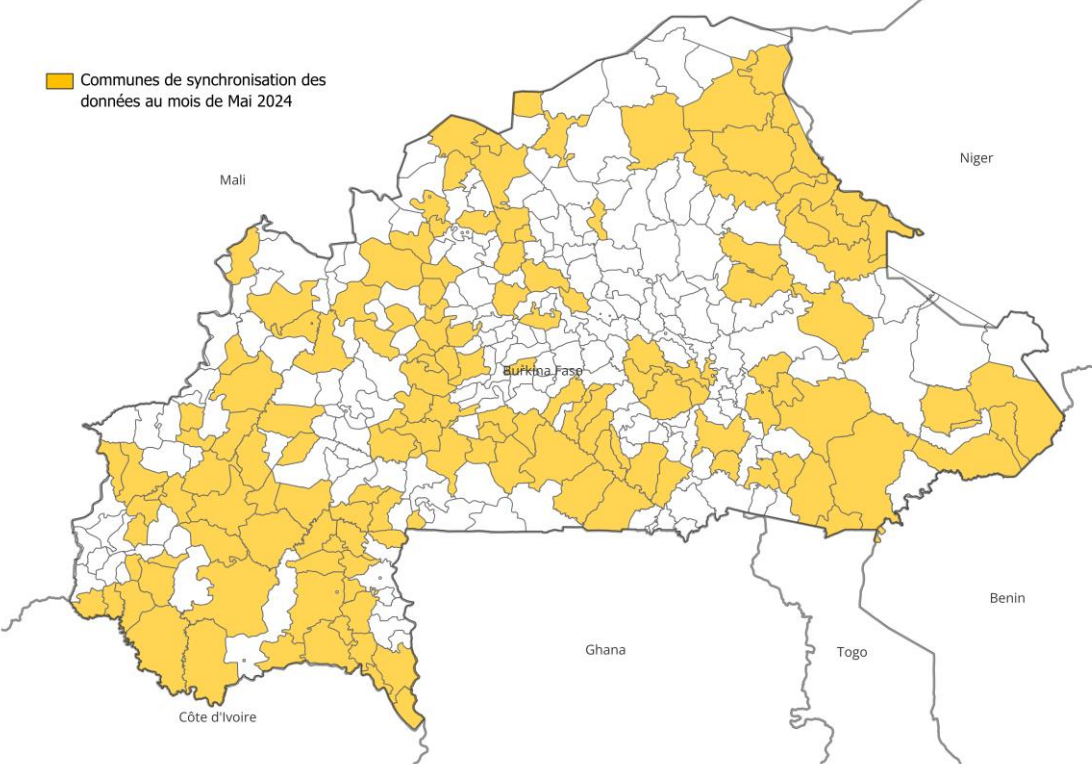 Communes de synchronisation des
données au mois de Mai 2024
Niger
Mali
Burkina Faso
Benin
Ghana
Togo
Côte d'Ivoire